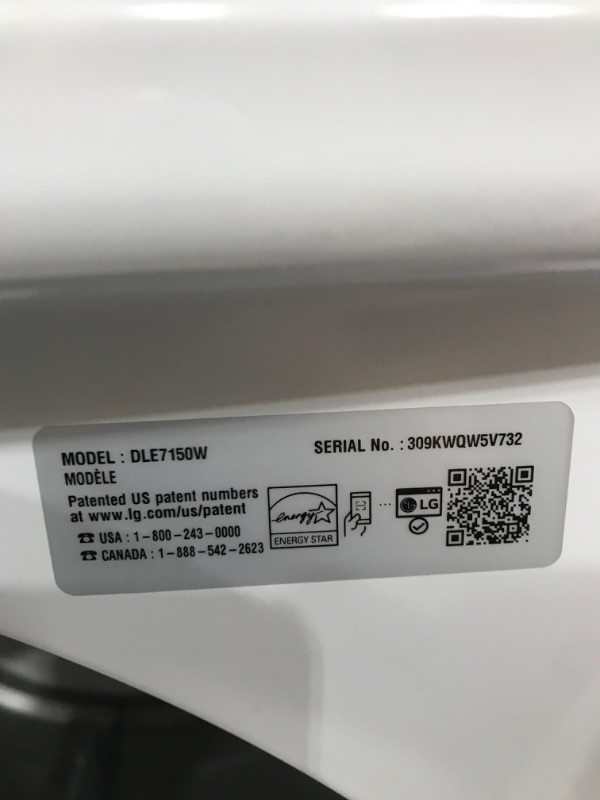 MODEL : DLE7150W
MODÈLE
SERIAL No. : 309KWQW5V732
Patented US patent numbers
at www.lg.com/us/patent
☎ USA : 1-800-243-0000
☎ CANADA : 1-888-542-2623
energy
ENERGY STAR
LG